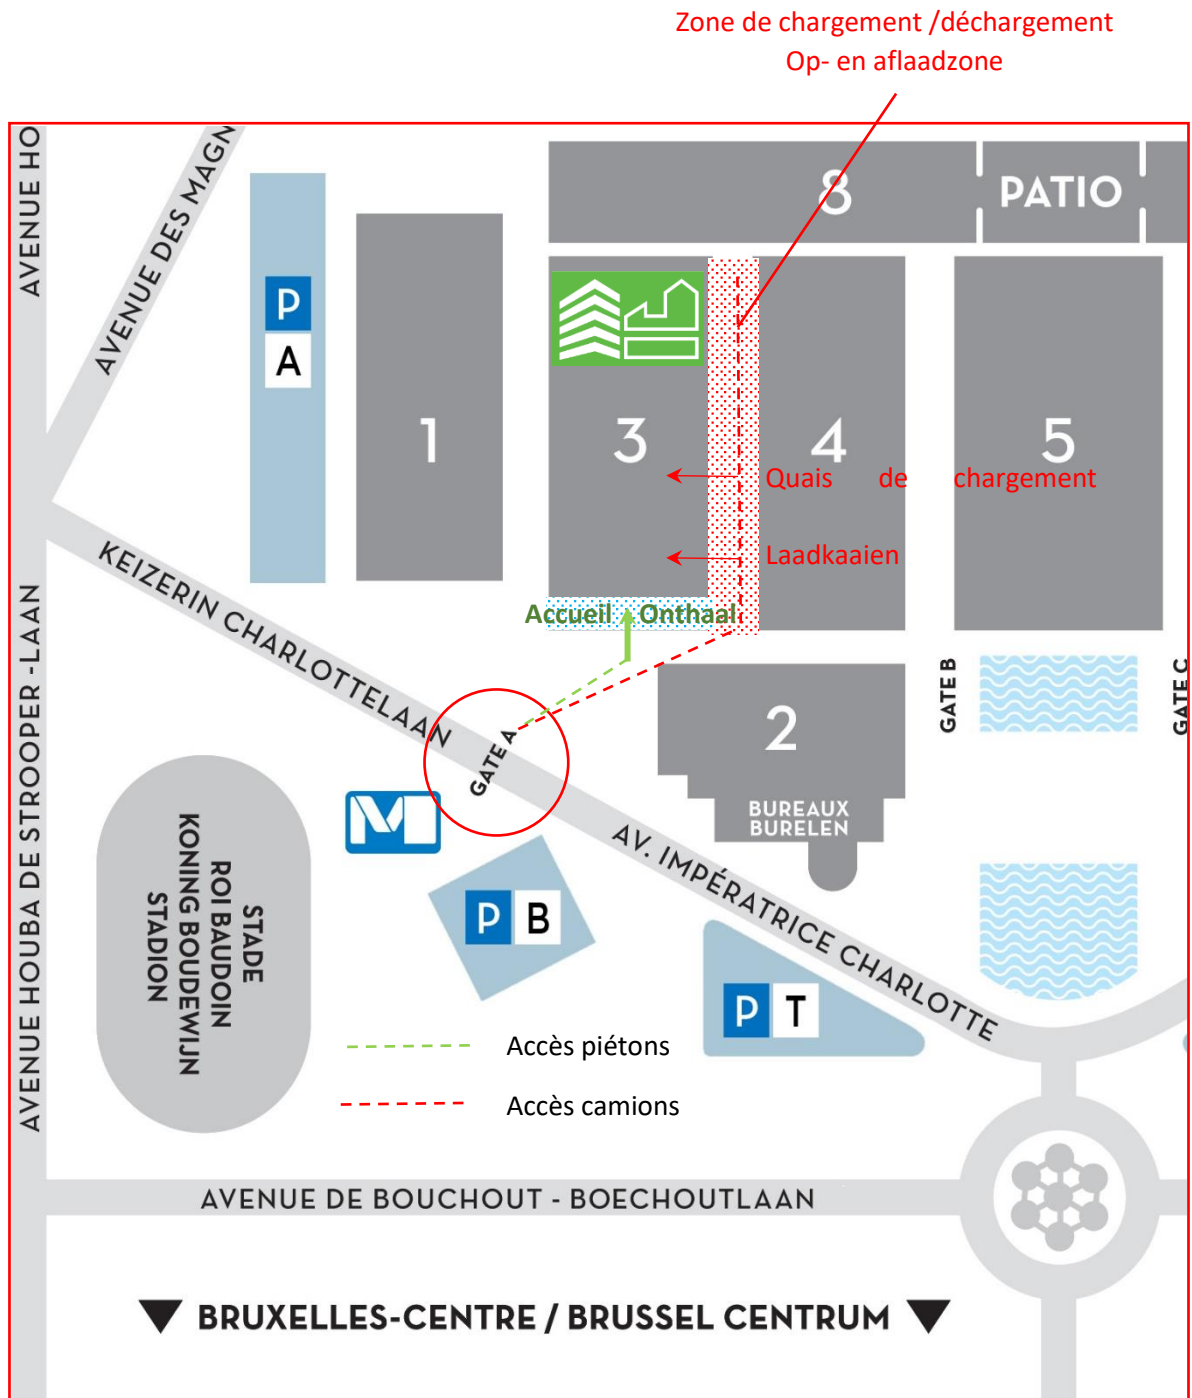 Zone de chargement /déchargement
Op- en aflaadzone
AVENUE HO
AVENUE DES MAGN
8
PATIO
P
A
1
3
4
5
Quais de chargement
Laadkaaien
Accueil Onthaal
KEIZERIN CHARLOTTELAAN
AVENUE HOUBA DE STROOPER -LAAN
GATE A
2
BUREAUX
BURELEN
GATE B
GATE C
M
STADE
ROI BAUDOIN
KONING BOUDEWIJN
STADION
P B
AV. IMPÉRATRICE CHARLOTTE
P T
Accès piétons
Accès camions
AVENUE DE BOUCHOUT - BOECHOUTLAAN
BRUXELLES-CENTRE / BRUSSEL CENTRUM